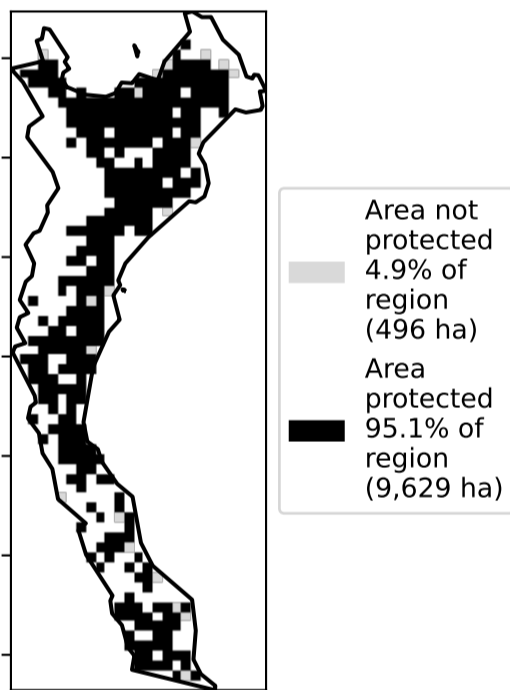 Area not
protected
4.9% of
region
(496 ha)
Area
protected
95.1% of
region
(9,629 ha)